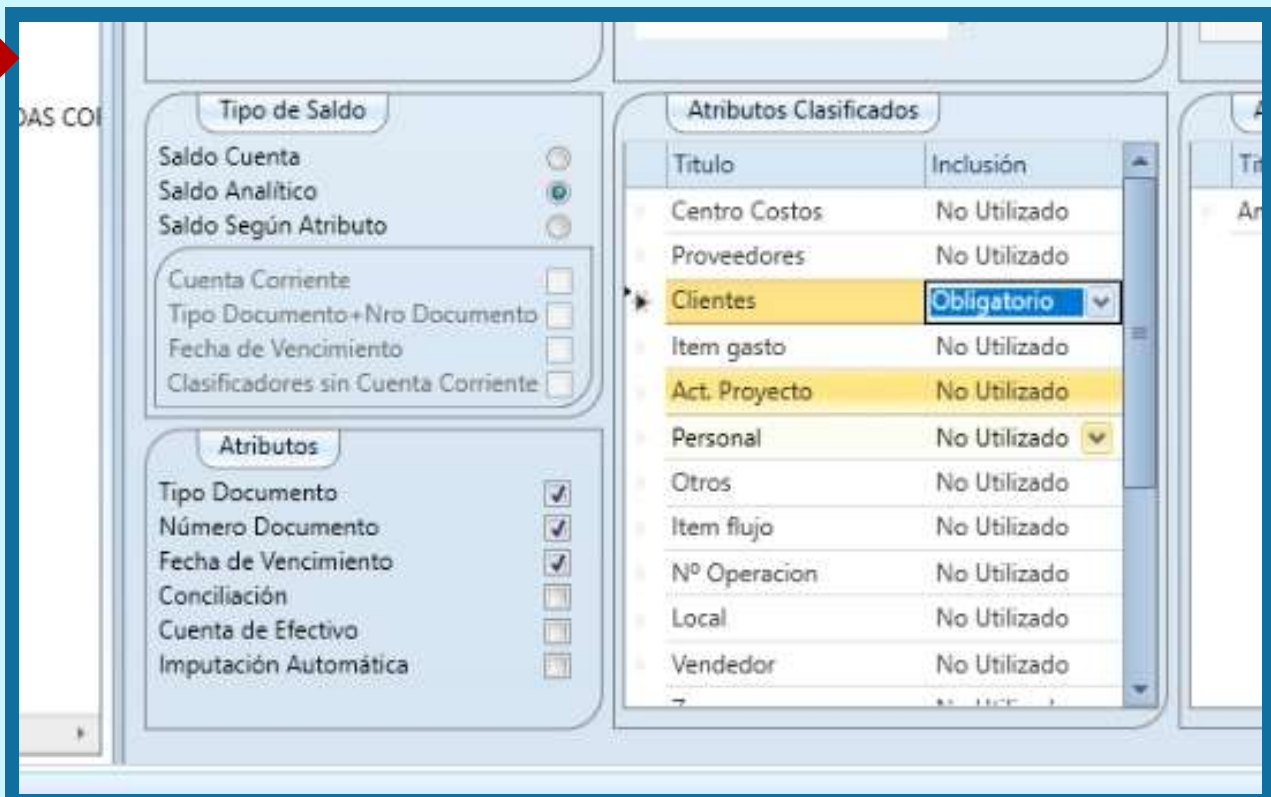 DAS CO
Tipo de Saldo
Saldo Cuenta
Saldo Analítico
Saldo Según Atributo
Cuenta Corriente
Tipo Documento+Nro Documento
Fecha de Vencimiento
Clasificadores sin Cuenta Corriente
Atributos
Tipo Documento
Número Documento
Fecha de Vencimiento
Conciliación
Cuenta de Efectivo
Imputación Automática
Atributos Clasificados
Titulo Inclusión
Centro Costos No Utilizado
Proveedores No Utilizado
Clientes Obligatorio
Item gasto No Utilizado
Act. Proyecto No Utilizado
Personal No Utilizado
Otros No Utilizado
Item flujo No Utilizado
Nº Operacion No Utilizado
Local No Utilizado
Vendedor No Utilizado